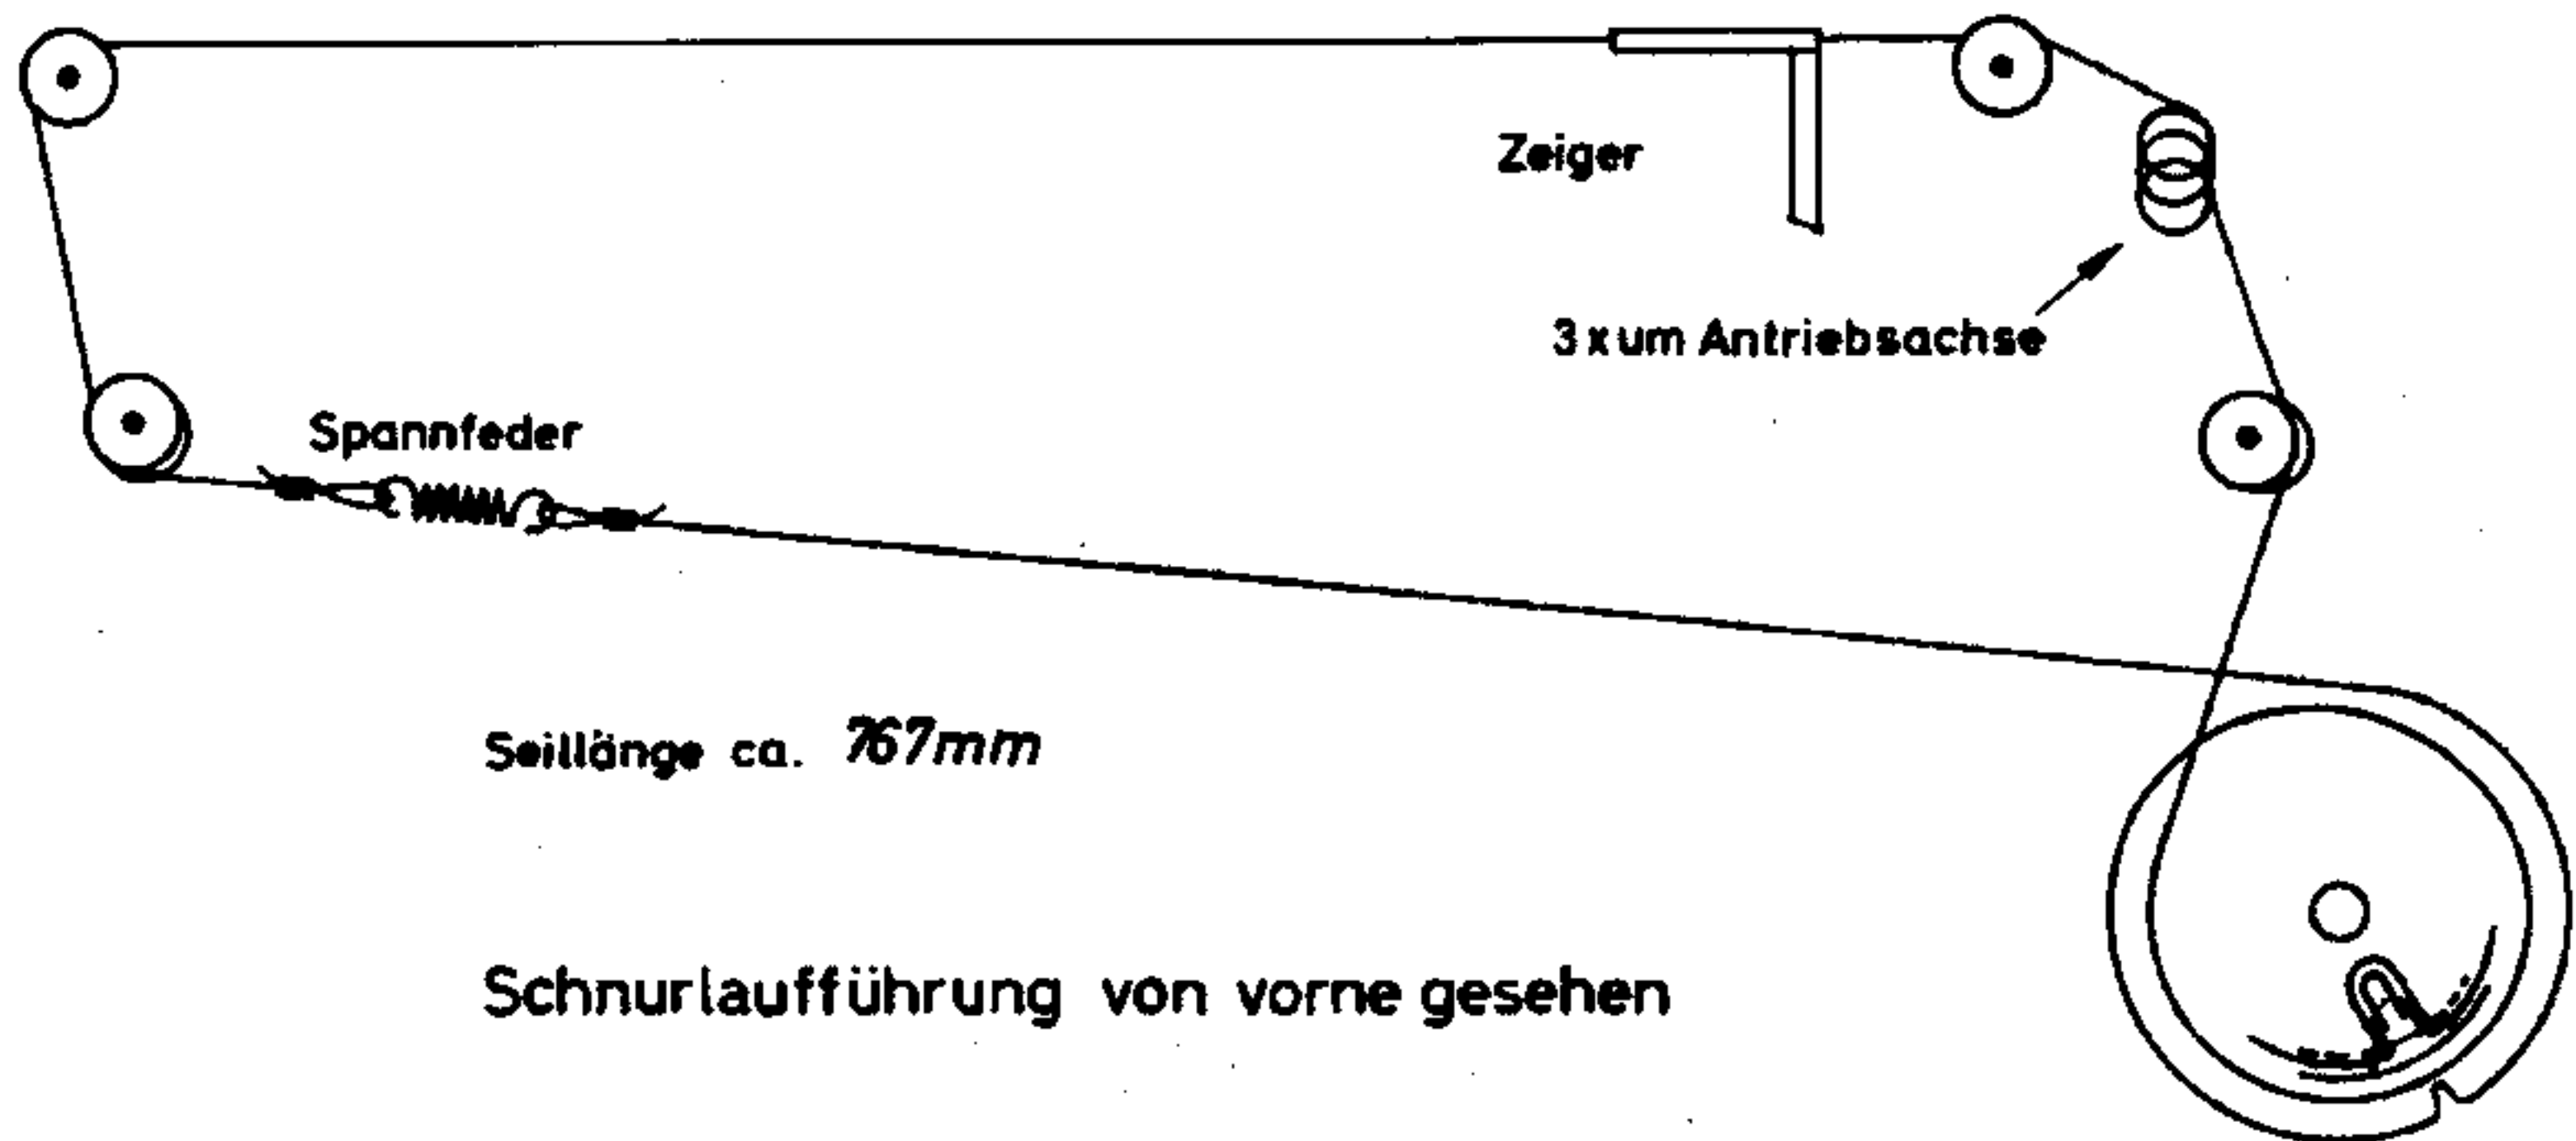 Zeiger
3 x um Antriebsachse
Spannfeder
Seillänge ca. 767mm
Schnurlaufführung von vorne gesehen